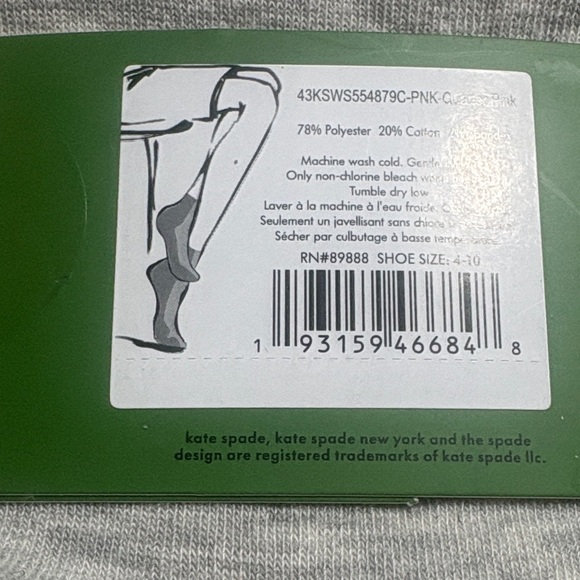 43KSWS554879C-PNK Pink
78% Polyester 20% Cotton
Machine wash cold.
Only non-chlorine bleach
Tumble dry low
Laver à la machine à l'eau froide.
Seulement un javellisant sans
Sécher par culbutage à basse
RN#89888 SHOE SIZE: 4-10
1 93159 46684 8
kate spade, kate spade new york and the spade
design are registered trademarks of kate spade llc.